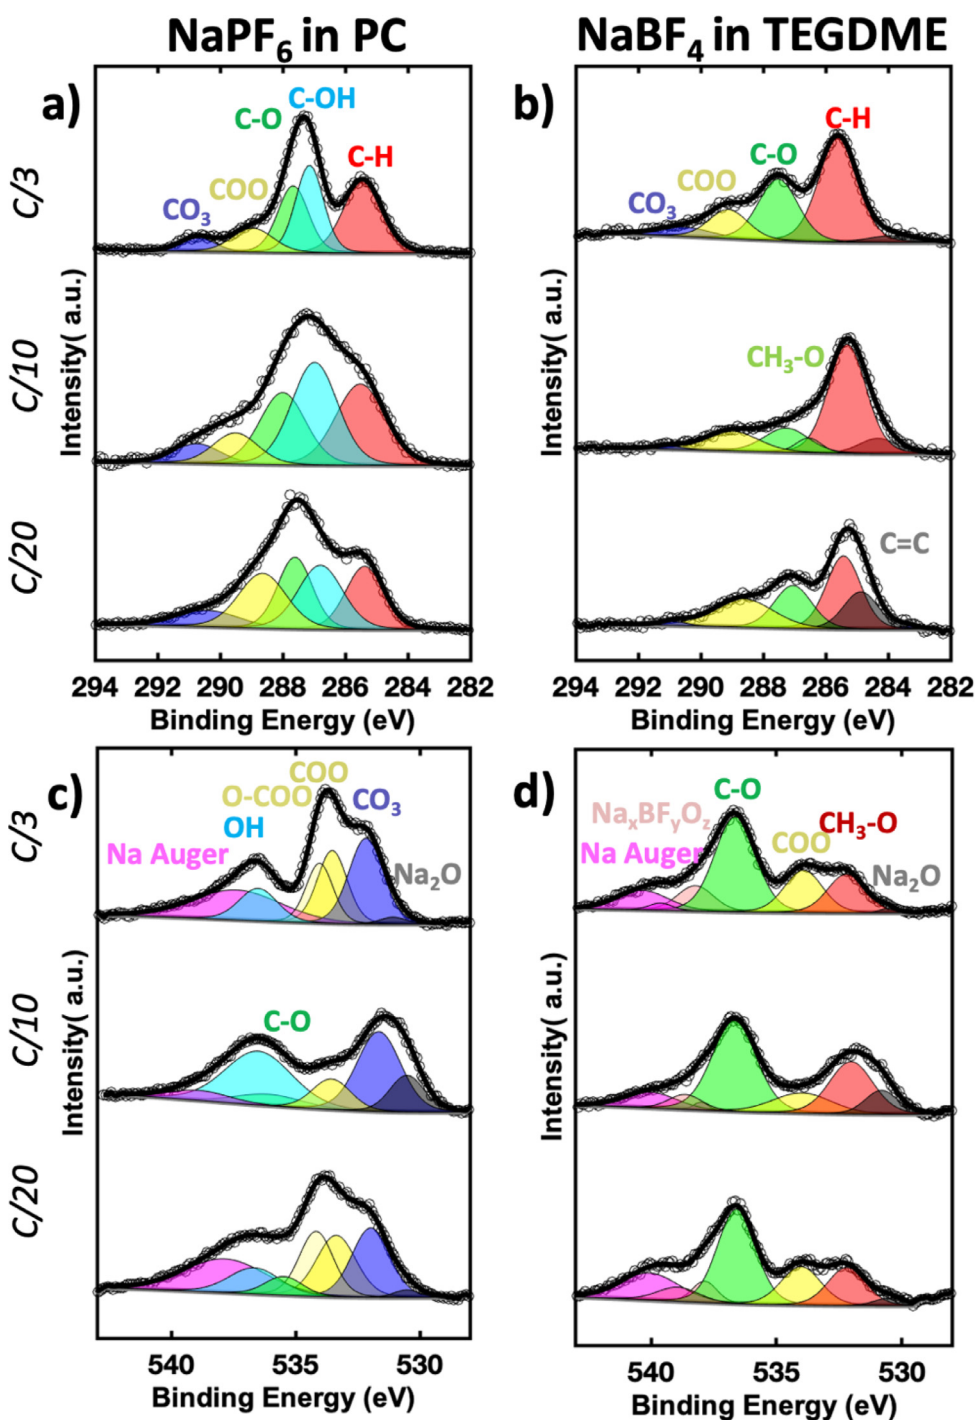 NaPF6 in PC
NaBF4 in TEGDME
a)
C-OH
C-O
C-H
COO
CO3
C/3
C/10
C/20
Intensity( a.u.)
294 292 290 288 286 284 282
Binding Energy (eV)
b)
C-H
C-O
COO
CO3
CH3-O
C=C
Intensity( a.u.)
294 292 290 288 286 284 282
Binding Energy (eV)
c)
COO
O-COO
CO3
OH
Na Auger
Na2O
C-O
C/3
C/10
C/20
Intensity( a.u.)
540 535 530
Binding Energy (eV)
d)
C-O
NaxBFyOz
CH3-O
COO
Na Auger
Na2O
Intensity( a.u.)
540 535 530
Binding Energy (eV)